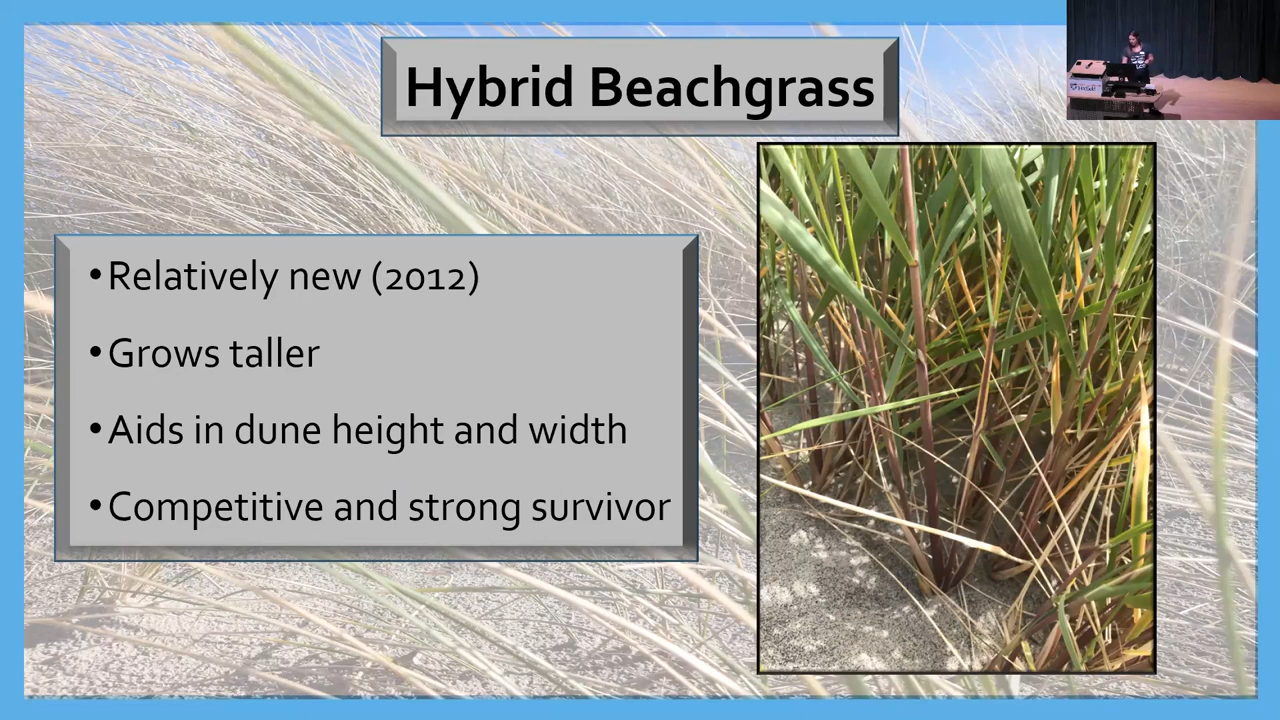 Hybrid Beachgrass
•Relatively new (2012)
•Grows taller
•Aids in dune height and width
•Competitive and strong survivor